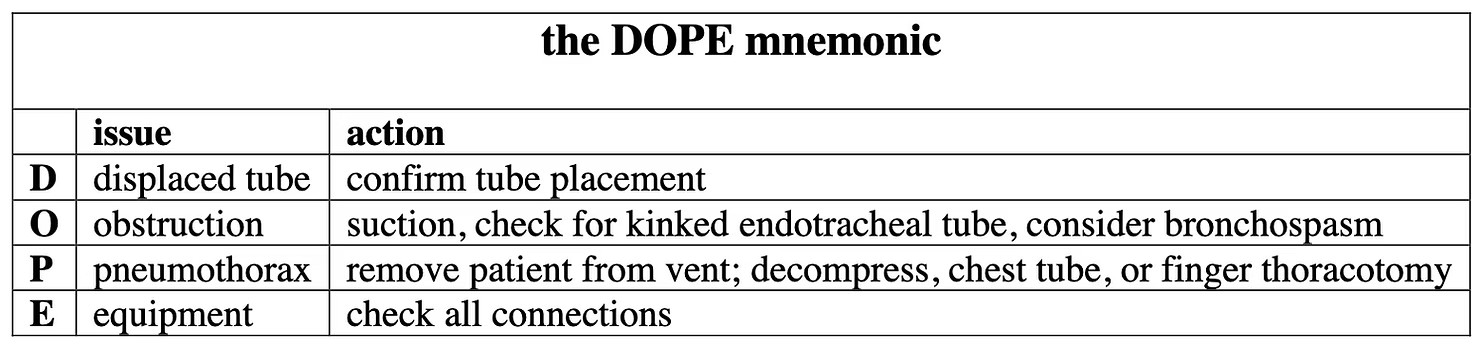 the DOPE mnemonic
issue action
D displaced tube confirm tube placement
O obstruction suction, check for kinked endotracheal tube, consider bronchospasm
P pneumothorax remove patient from vent; decompress, chest tube, or finger thoracotomy
E equipment check all connections